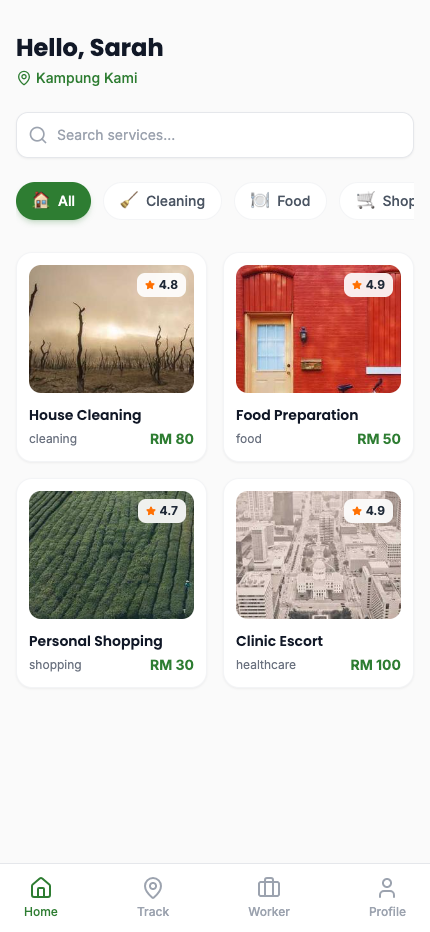 Hello, Sarah
Kampung Kami
Search services...
All
Cleaning
Food
Shop
4.8
4.9
House Cleaning
Food Preparation
cleaning
RM 80
food
RM 50
4.7
4.9
Personal Shopping
Clinic Escort
shopping
RM 30
healthcare
RM 100
Home
Track
Worker
Profile